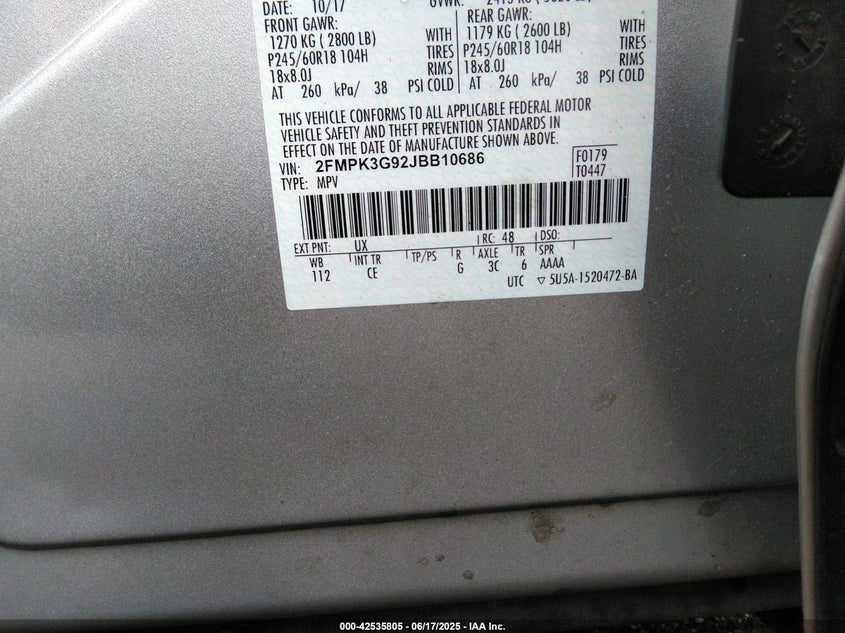 DATE: 10/17 GVWR:
FRONT GAWR: REAR GAWR:
1270 KG ( 2800 LB) WITH 1179 KG ( 2600 LB) WITH
P245/60R18 104H TIRES P245/60R18 104H TIRES
18x8.0J RIMS 18x8.0J RIMS
AT 260 kPa/ 38 PSI COLD AT 260 kPa/ 38 PSI COLD
THIS VEHICLE CONFORMS TO ALL APPLICABLE FEDERAL MOTOR
VEHICLE SAFETY AND THEFT PREVENTION STANDARDS IN
EFFECT ON THE DATE OF MANUFACTURE SHOWN ABOVE.
VIN: 2FMPK3G92JBB10686 F0179
TYPE: MPV T0447
EXT PNT: UX RC: 48 DSO:
WB INT TR TP/PS R AXLE TR SPR
112 CE G 3C 6 AAAA
UTC ▽ 5U5A-1520472-BA
000-42535805 - 06/17/2025 - IAA Inc.